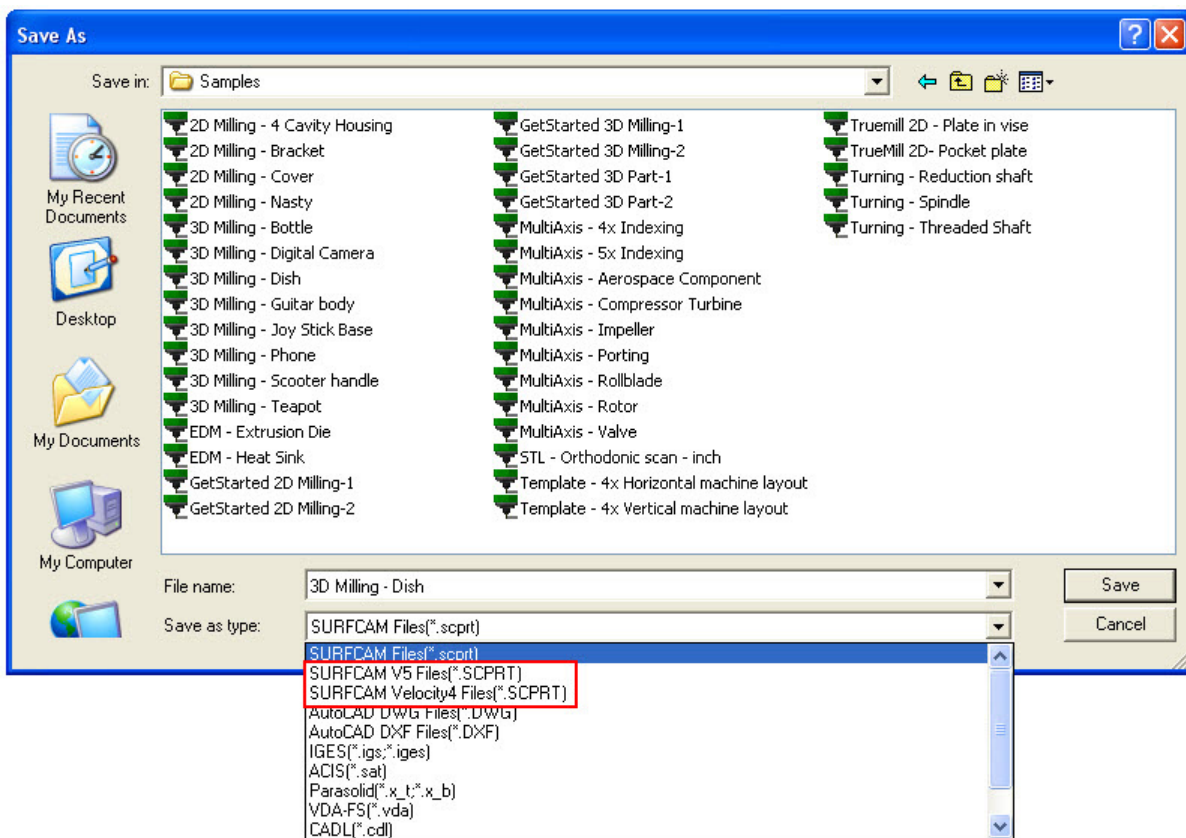 Save As
Save in:
Samples
My Recent
Documents
Desktop
My Documents
My Computer
2D Milling - 4 Cavity Housing
2D Milling - Bracket
2D Milling - Cover
2D Milling - Nasty
3D Milling - Bottle
3D Milling - Digital Camera
3D Milling - Dish
3D Milling - Guitar body
3D Milling - Joy Stick Base
3D Milling - Phone
3D Milling - Scooter handle
3D Milling - Teapot
EDM - Extrusion Die
EDM - Heat Sink
GetStarted 2D Milling-1
GetStarted 2D Milling-2
GetStarted 3D Milling-1
GetStarted 3D Milling-2
GetStarted 3D Part-1
GetStarted 3D Part-2
MultiAxis - 4x Indexing
MultiAxis - 5x Indexing
MultiAxis - Aerospace Component
MultiAxis - Compressor Turbine
MultiAxis - Impeller
MultiAxis - Porting
MultiAxis - Rollblade
MultiAxis - Rotor
MultiAxis - Valve
STL - Orthodonic scan - inch
Template - 4x Horizontal machine layout
Template - 4x Vertical machine layout
Truemill 2D - Plate in vise
TrueMill 2D- Pocket plate
Turning - Reduction shaft
Turning - Spindle
Turning - Threaded Shaft
File name:
3D Milling - Dish
Save
Save as type:
SURFCAM Files(*.scprt)
Cancel
SURFCAM Files(*.scprt)
SURFCAM V5 Files(*.SCPRT)
SURFCAM Velocity4 Files(*.SCPRT)
AutoCAD DWG Files(*.DWG)
AutoCAD DXF Files(*.DXF)
IGES(*.igs;*.iges)
ACIS(*.sat)
Parasolid(*.x_t;*.x_b)
VDA-FS(*.vda)
CADL(*.cdl)